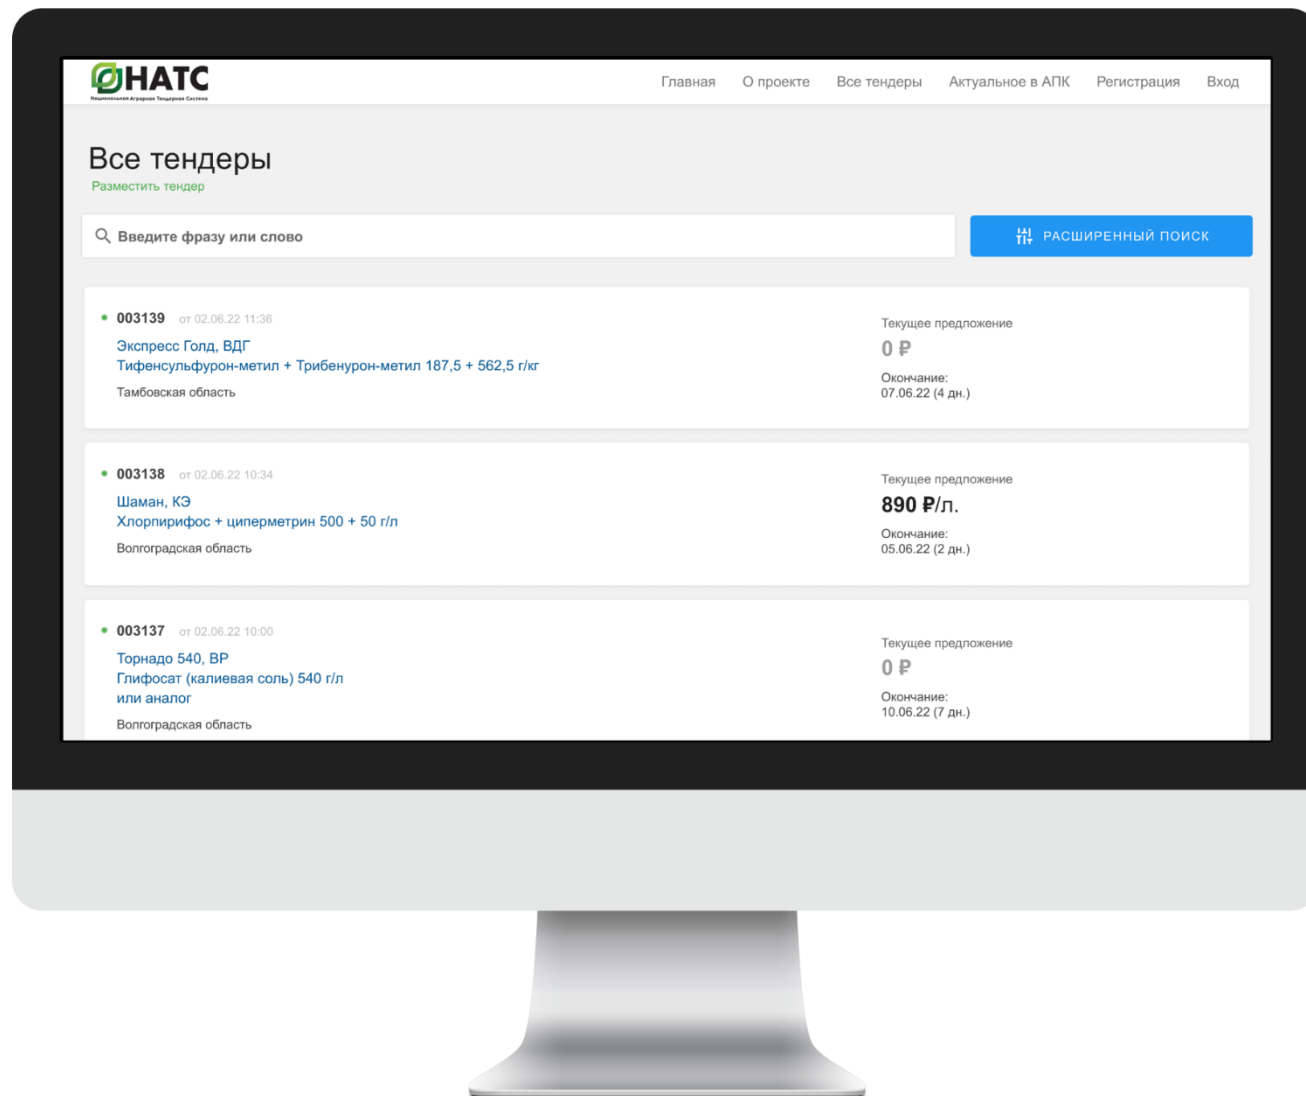 НАТС
Национальная Аграрная Тендерная Система
Главная О проекте Все тендеры Актуальное в АПК Регистрация Вход
Все тендеры
Разместить тендер
Введите фразу или слово
РАСШИРЕННЫЙ ПОИСК
003139 от 02.06.22 11:36
Экспресс Голд, ВДГ
Тифенсульфурон-метил + Трибенурон-метил 187,5 + 562,5 г/кг
Тамбовская область
Текущее предложение
0 ₽
Окончание:
07.06.22 (4 дн.)
003138 от 02.06.22 10:34
Шаман, КЭ
Хлорпирифос + циперметрин 500 + 50 г/л
Волгоградская область
Текущее предложение
890 ₽/л.
Окончание:
05.06.22 (2 дн.)
003137 от 02.06.22 10:00
Торнадо 540, ВР
Глифосат (калиевая соль) 540 г/л
или аналог
Волгоградская область
Текущее предложение
0 ₽
Окончание:
10.06.22 (7 дн.)